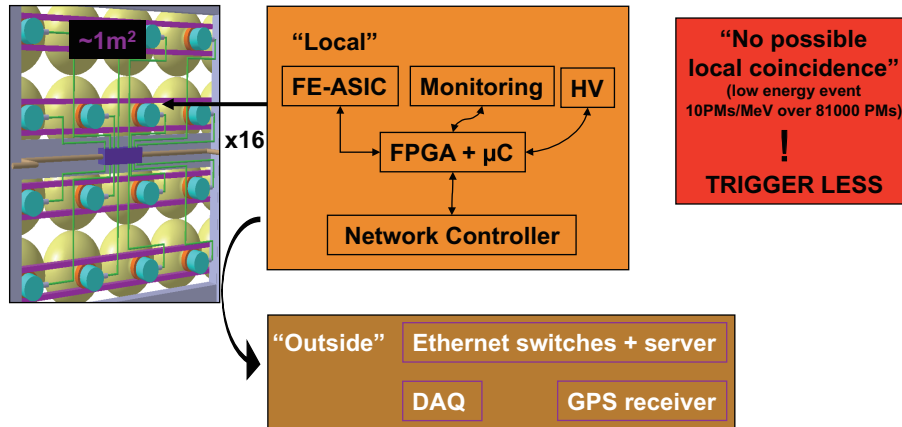 ~1m²
“Local”
FE-ASIC
Monitoring
HV
x16
FPGA + µC
Network Controller
“No possible
local coincidence”
(low energy event
10PMs/MeV over 81000 PMs)
!
TRIGGER LESS
“Outside”
Ethernet switches + server
DAQ
GPS receiver